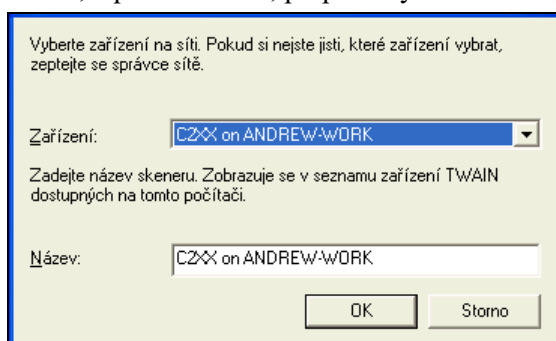 Vyberte zařízení na síti. Pokud si nejste jisti, které zařízení vybrat,
zeptejte se správce sítě.
Zařízení: C2XX on ANDREW-WORK
Zadejte název skeneru. Zobrazuje se v seznamu zařízení TWAIN
dostupných na tomto počítači.
Název: C2XX on ANDREW-WORK
OK Storno